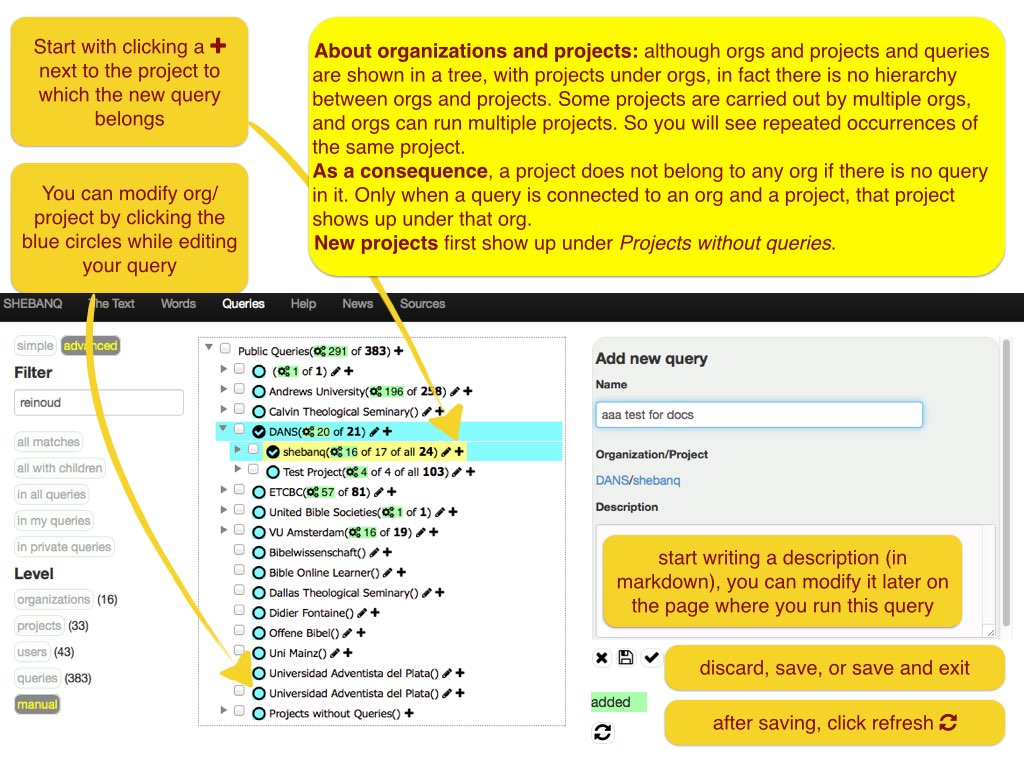 Start with clicking a ✚
next to the project to
which the new query
belongs
You can modify org/
project by clicking the
blue circles while editing
your query
About organizations and projects: although orgs and projects and queries
are shown in a tree, with projects under orgs, in fact there is no hierarchy
between orgs and projects. Some projects are carried out by multiple orgs,
and orgs can run multiple projects. So you will see repeated occurrences of
the same project.
As a consequence, a project does not belong to any org if there is no query
in it. Only when a query is connected to an org and a project, that project
shows up under that org.
New projects first show up under Projects without queries.
SHEBANQ The Text Words Queries Help News Sources
simple advanced
Filter
reinoud
all matches
all with children
in all queries
in my queries
in private queries
Level
organizations (16)
projects (33)
users (43)
queries (383)
manual
Public Queries(291 of 383)
(1 of 1)
Andrews University(196 of 258)
Calvin Theological Seminary()
DANS(20 of 21)
shebanq(16 of 17 of all 24)
Test Project(4 of 4 of all 103)
ETCBC(57 of 81)
United Bible Societies(1 of 1)
VU Amsterdam(16 of 19)
Bibelwissenschaft()
Bible Online Learner()
Dallas Theological Seminary()
Didier Fontaine()
Offene Bibel()
Uni Mainz()
Universidad Adventista del Plata()
Universidad Adventista del Plata()
Projects without Queries()
Add new query
Name
aaa test for docs
Organization/Project
DANS/shebanq
Description
start writing a description (in
markdown), you can modify it later on
the page where you run this query
discard, save, or save and exit
added
after saving, click refresh